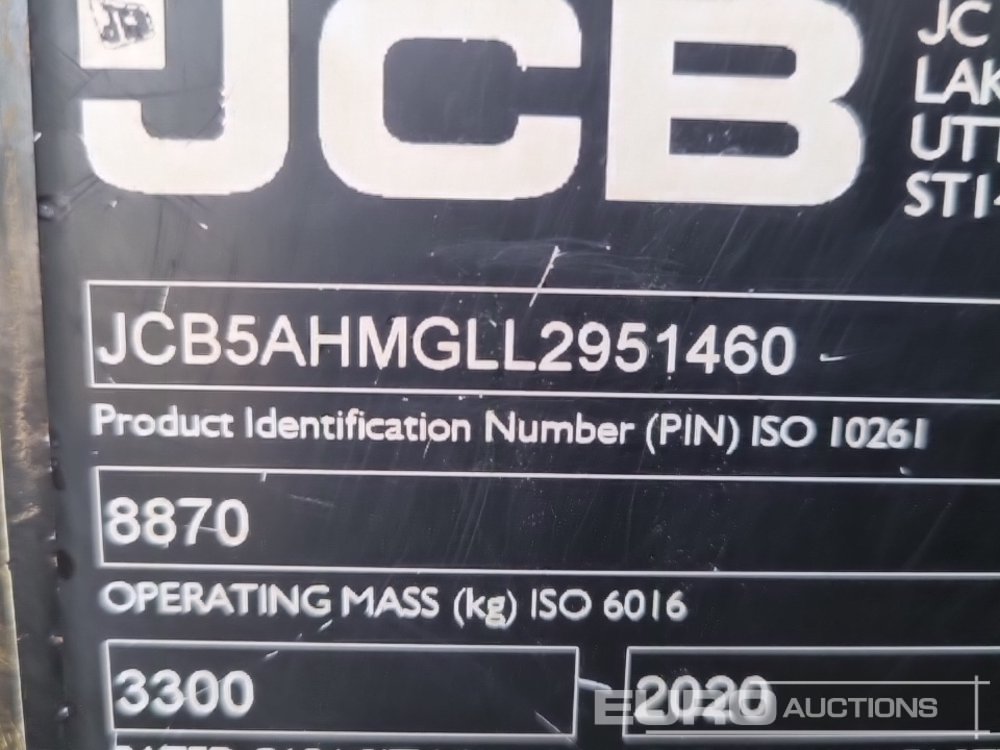 JCB
JC
LAK
UTT
ST14
JCB5AHMGLL2951460
Product Identification Number (PIN) ISO 10261
8870
OPERATING MASS (kg) ISO 6016
3300
2020
EURO AUCTIONS